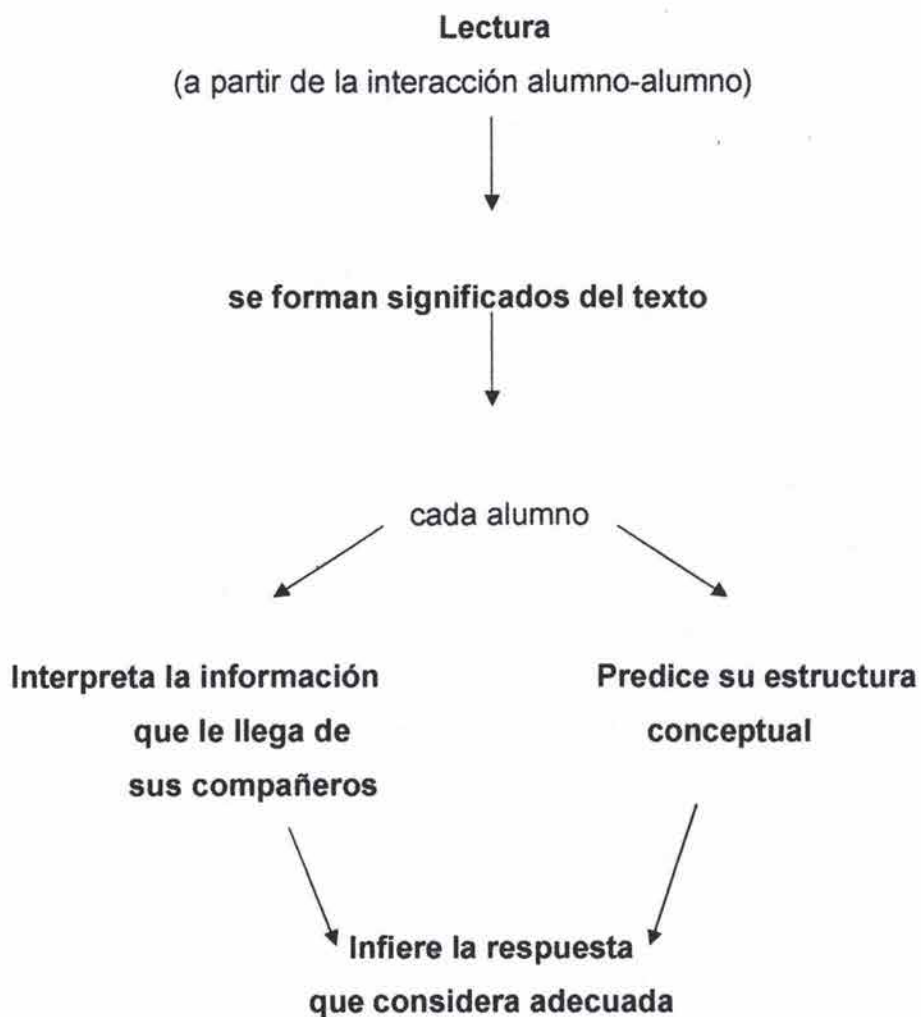 Lectura
(a partir de la interacción alumno-alumno)
se forman significados del texto
cada alumno
Interpreta la información
que le llega de
sus compañeros
Predice su estructura
conceptual
Infiere la respuesta
que considera adecuada